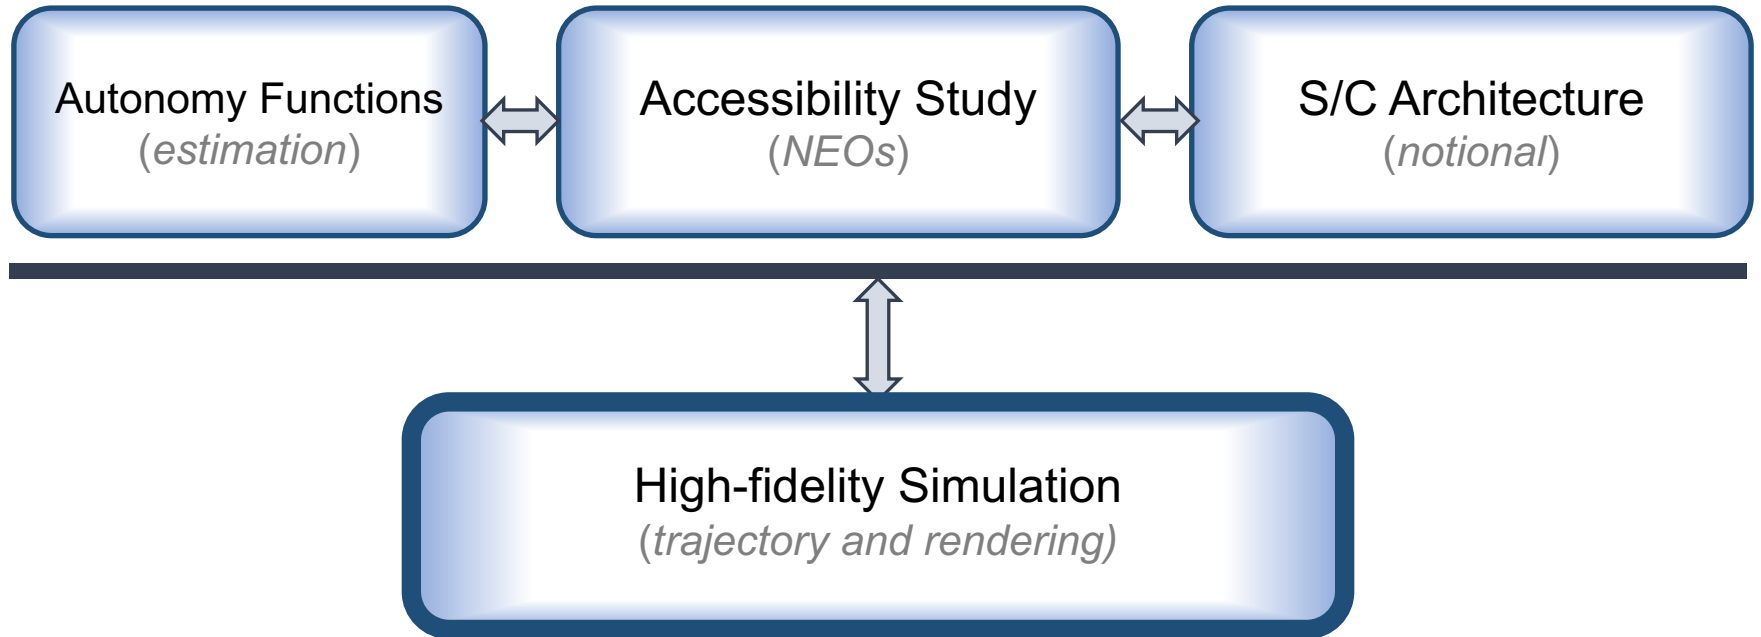 Autonomy Functions
(estimation)
Accessibility Study
(NEOs)
S/C Architecture
(notional)
High-fidelity Simulation
(trajectory and rendering)